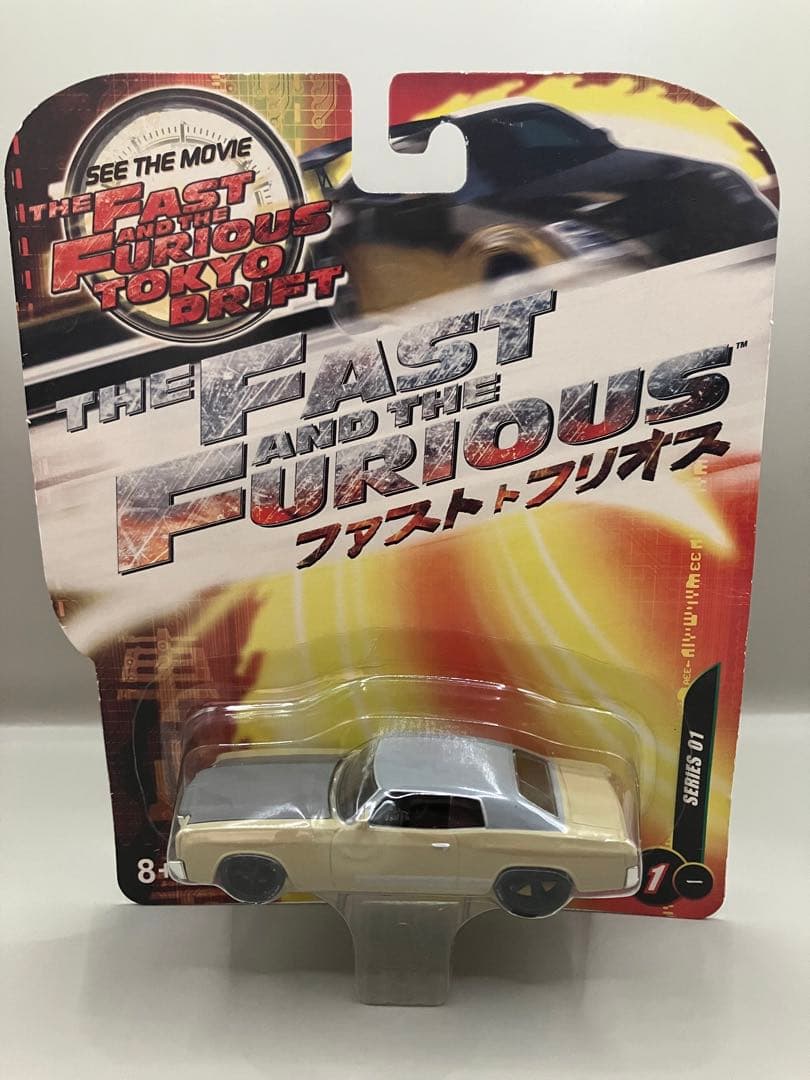 SEE THE MOVIE
THE FAST
AND THE
FURIOUS
TOKYO
DRIFT
THE FAST
AND THE
FURIOUS™
ファストトフリオス
SERIES 01
8+
1